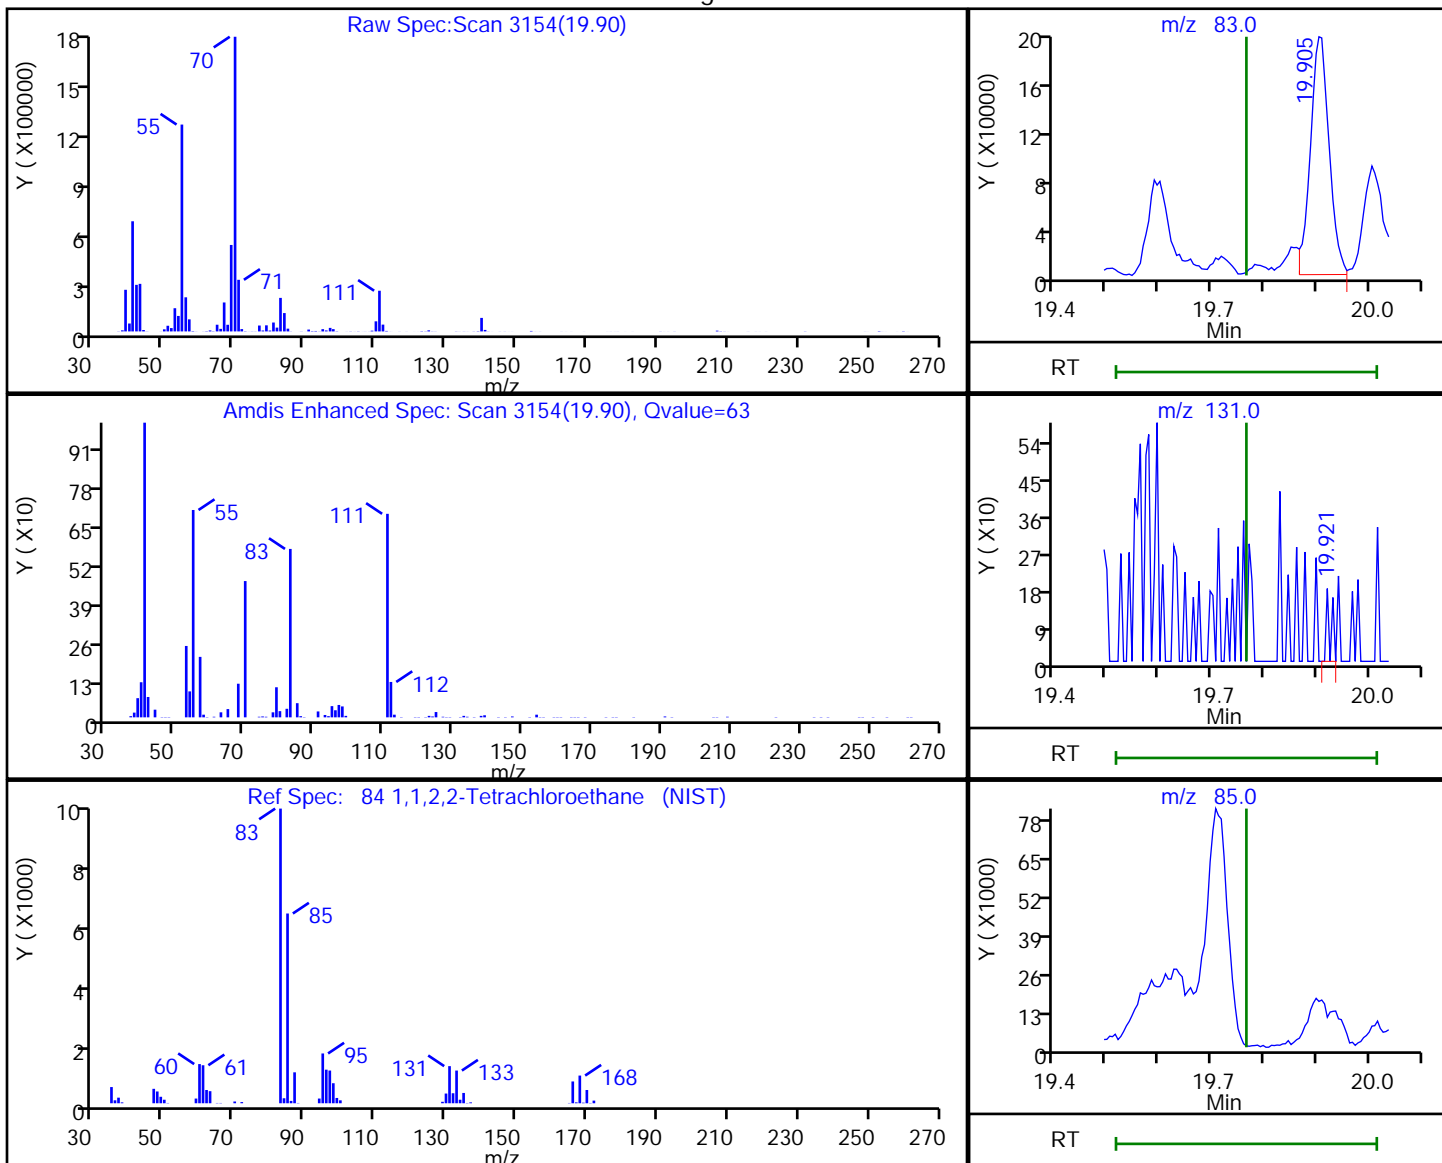 Raw Spec:Scan 3154(19.90)
Y ( X100000)
18
15
12
9
6
3
0
70
55
71
111
30 50 70 90 110 130 150 170 190 210 230 250 270
m/z
m/z 83.0
Y ( X10000)
20
16
12
8
4
0
19.905
19.4 19.7 20.0
Min
RT
Amdis Enhanced Spec: Scan 3154(19.90), Qvalue=63
Y ( X10)
91
78
65
52
39
26
13
0
55
111
83
112
30 50 70 90 110 130 150 170 190 210 230 250 270
m/z
m/z 131.0
Y ( X10)
54
45
36
27
18
9
0
19.921
19.4 19.7 20.0
Min
RT
Ref Spec: 84 1,1,2,2-Tetrachloroethane (NIST)
Y ( X1000)
10
8
6
4
2
0
83
85
60
61
95
131
133
168
30 50 70 90 110 130 150 170 190 210 230 250 270
m/z
m/z 85.0
Y ( X1000)
78
65
52
39
26
13
0
19.4 19.7 20.0
Min
RT